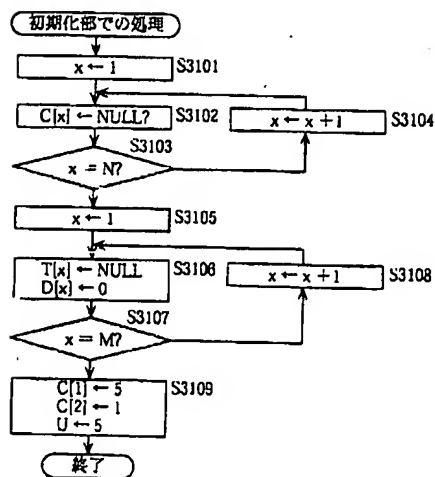 初期化部での処理
x ← 1 S3101
C[x] ← NULL? S3102
x ← x + 1 S3104
S3103
x = N?
x ← 1 S3105
T[x] ← NULL S3106
D[x] ← 0
x ← x + 1 S3108
S3107
x = M?
C[1] ← 5 S3109
C[2] ← 1
U ← 5
終了